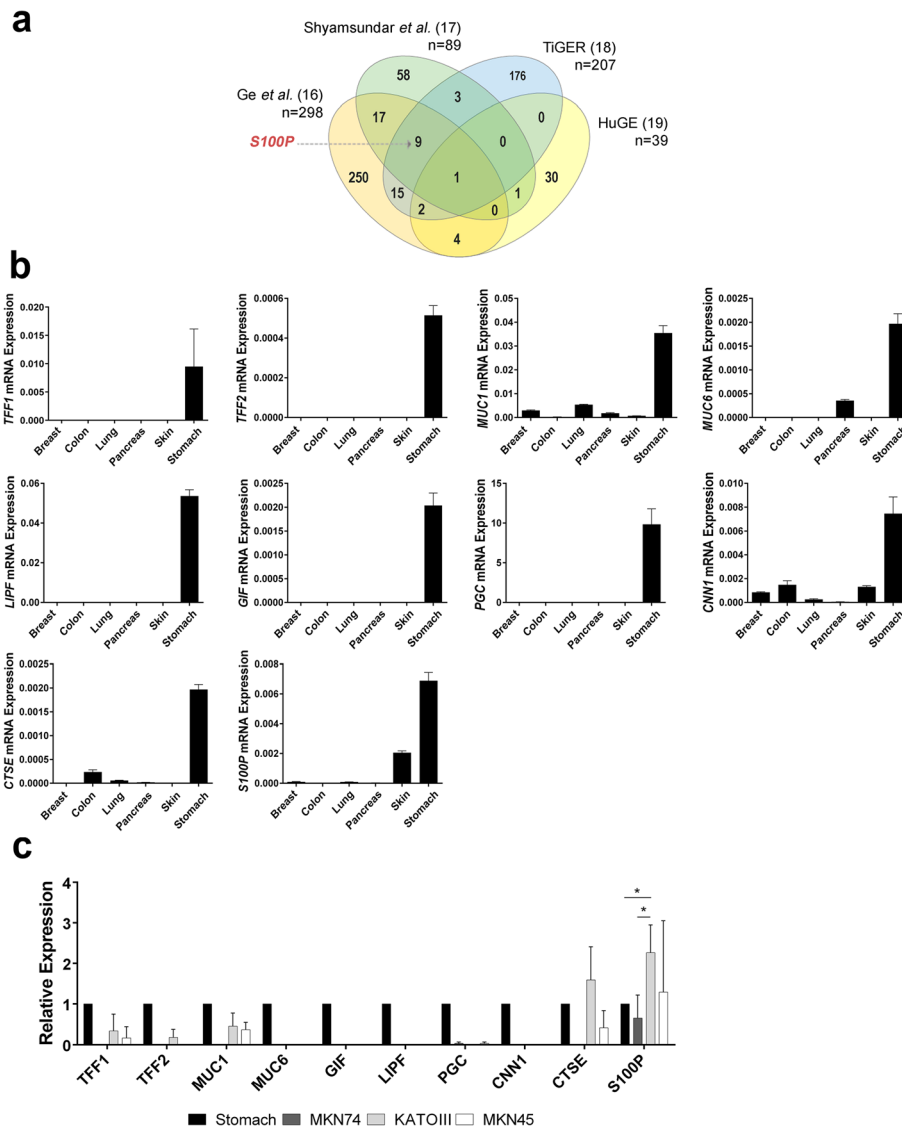 a
Shyamsundar et al. (17)
n=89
TiGER (18)
n=207
Ge et al. (16)
n=298
HuGE (19)
n=39
S100P
58
176
3
17
0
9
0
250
1
30
15
1
2
0
4
b
TFF1 mRNA Expression
0.020
0.015
0.010
0.005
0.000
Breast
Colon
Lung
Pancreas
Skin
Stomach
TFF2 mRNA Expression
0.0006
0.0004
0.0002
0.0000
Breast
Colon
Lung
Pancreas
Skin
Stomach
MUC1 mRNA Expression
0.05
0.04
0.03
0.02
0.01
0.00
Breast
Colon
Lung
Pancreas
Skin
Stomach
MUC6 mRNA Expression
0.0025
0.0020
0.0015
0.0010
0.0005
0.0000
Breast
Colon
Lung
Pancreas
Skin
Stomach
LIPF mRNA Expression
0.06
0.04
0.02
0.00
Breast
Colon
Lung
Pancreas
Skin
Stomach
GIF mRNA Expression
0.0025
0.0020
0.0015
0.0010
0.0005
0.0000
Breast
Colon
Lung
Pancreas
Skin
Stomach
PGC mRNA Expression
15
10
5
0
Breast
Colon
Lung
Pancreas
Skin
Stomach
CNN1 mRNA Expression
0.010
0.008
0.006
0.004
0.002
0.000
Breast
Colon
Lung
Pancreas
Skin
Stomach
CTSE mRNA Expression
0.0025
0.0020
0.0015
0.0010
0.0005
0.0000
Breast
Colon
Lung
Pancreas
Skin
Stomach
S100P mRNA Expression
0.008
0.006
0.004
0.002
0.000
Breast
Colon
Lung
Pancreas
Skin
Stomach
c
Relative Expression
4
3
2
1
0
*
*
TFF1
TFF2
MUC1
MUC6
GIF
LIPF
PGC
CNN1
CTSE
S100P
Stomach MKN74 KATOIII MKN45